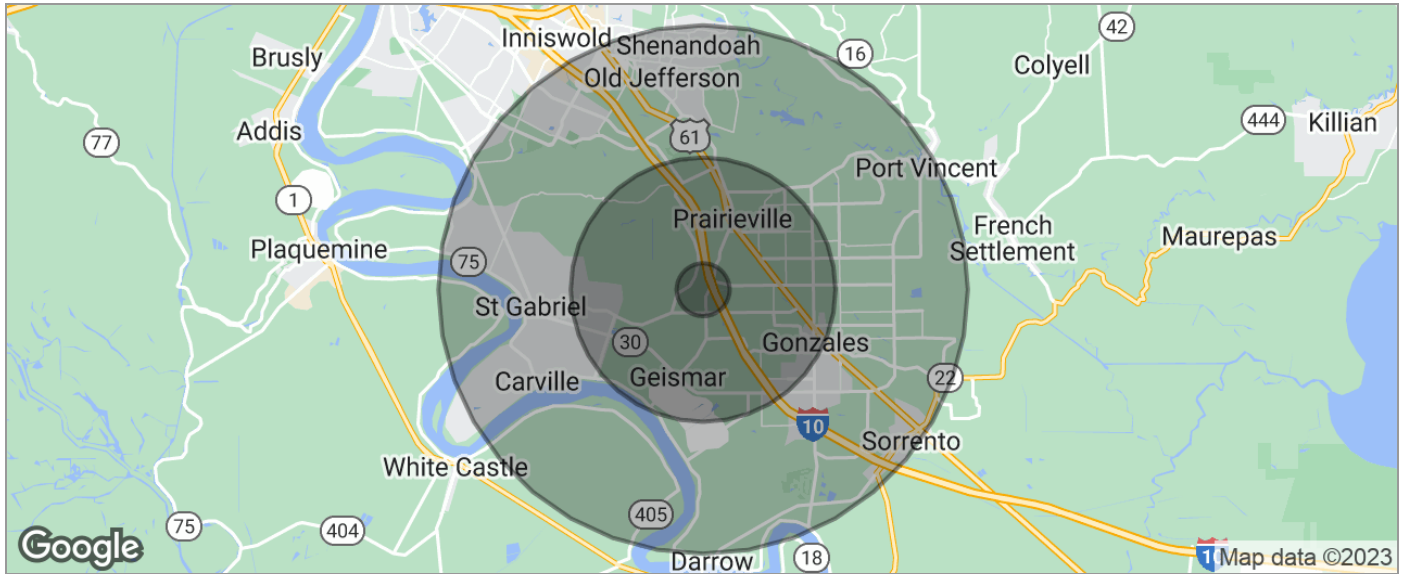 42
Inniswold
Shenandoah
16
Brusly
Colyell
Old Jefferson
444
Killian
Addis
61
77
Port Vincent
1
Prairieville
French
Settlement
Maurepas
Plaquemine
75
St Gabriel
30
Gonzales
Geismar
22
Carville
10
Sorrento
White Castle
405
75
404
Google
Darrow
18
10
Map data ©2023